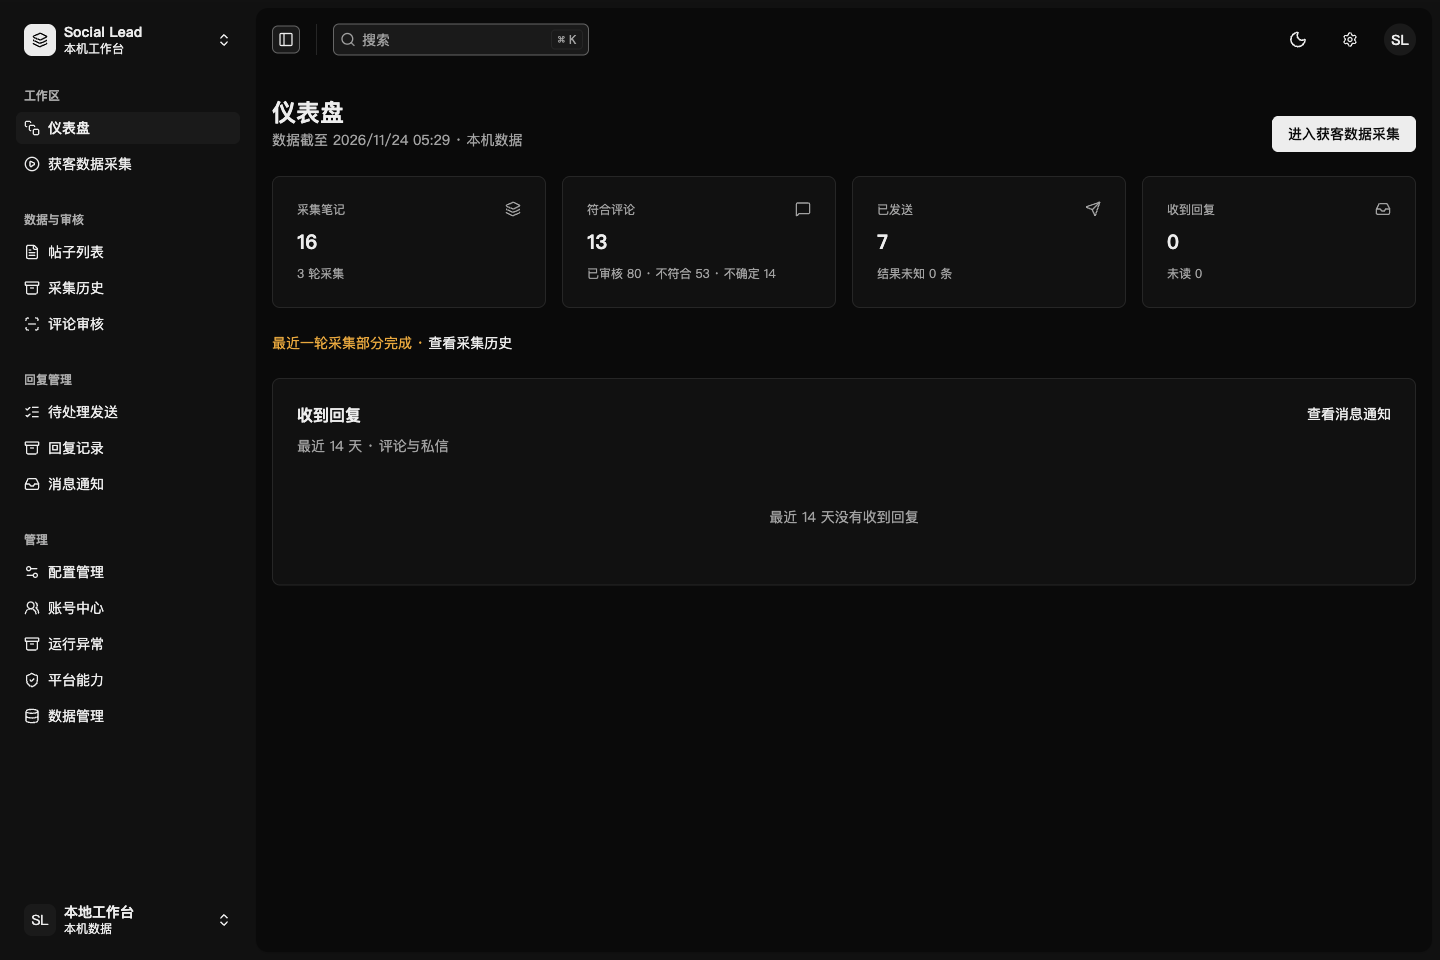 Social Lead
本机工作台
工作区
仪表盘
获客数据采集
数据与审核
帖子列表
采集历史
评论审核
回复管理
待处理发送
回复记录
消息通知
管理
配置管理
账号中心
运行异常
平台能力
数据管理
SL
本地工作台
本机数据
搜索
⌘ K
SL
仪表盘
数据截至 2026/11/24 05:29 · 本机数据
进入获客数据采集
采集笔记
16
3 轮采集
符合评论
13
已审核 80 · 不符合 53 · 不确定 14
已发送
7
结果未知 0 条
收到回复
0
未读 0
最近一轮采集部分完成 · 查看采集历史
收到回复
查看消息通知
最近 14 天 · 评论与私信
最近 14 天没有收到回复